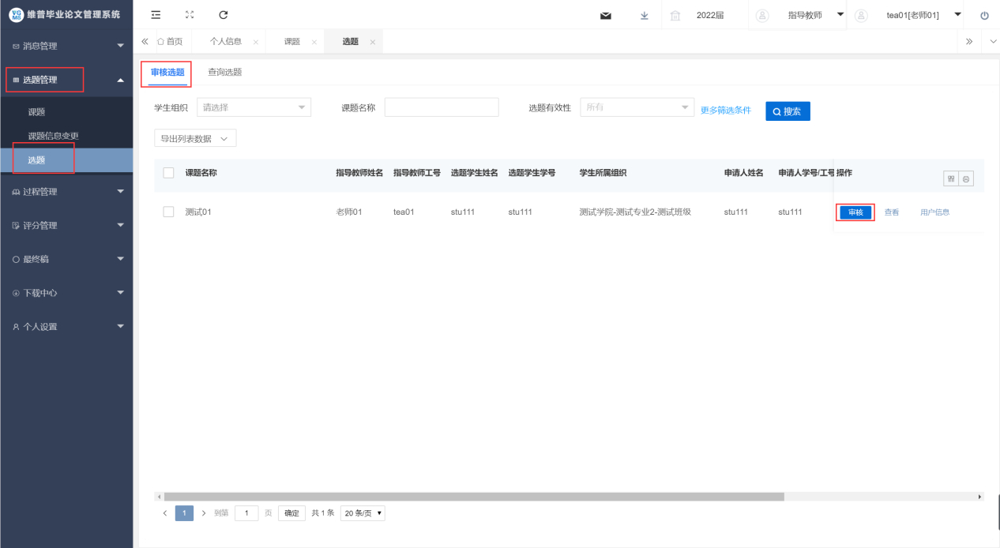 VG MS 维普毕业论文管理系统
2022届 指导教师 tea01[老师01]
消息管理
选题管理
课题
课题信息变更
选题
过程管理
评分管理
最终稿
下载中心
个人设置
首页 个人信息 × 课题 × 选题 ×
审核选题 查询选题
学生组织 请选择 课题名称 选题有效性 所有 更多筛选条件 搜索
导出列表数据
课题名称 指导教师姓名 指导教师工号 选题学生姓名 选题学生学号 学生所属组织 申请人姓名 申请人学号/工号 操作
测试01 老师01 tea01 stu111 stu111 测试学院-测试专业2-测试班级 stu111 stu111 审核 查看 用户信息
1 到第 1 页 确定 共 1 条 20 条/页